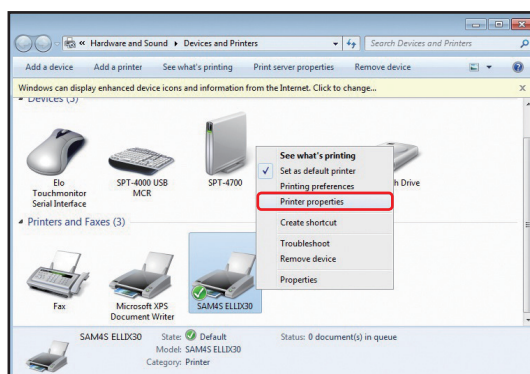 « Hardware and Sound ▸ Devices and Printers
Search Devices and Printers
Add a device Add a printer See what's printing Print server properties Remove device
Windows can display enhanced device icons and information from the Internet. Click to change...
Devices (5)
Elo Touchmonitor Serial Interface
SPT-4000 USB MCR
SPT-4700
h Drive
See what's printing
Set as default printer
Printing preferences
Printer properties
Create shortcut
Troubleshoot
Remove device
Properties
Printers and Faxes (3)
Fax
Microsoft XPS Document Writer
SAM4S ELLIX30
SAM4S ELLIX30 State: Default Status: 0 document(s) in queue
Model: SAM4S ELLIX30
Category: Printer